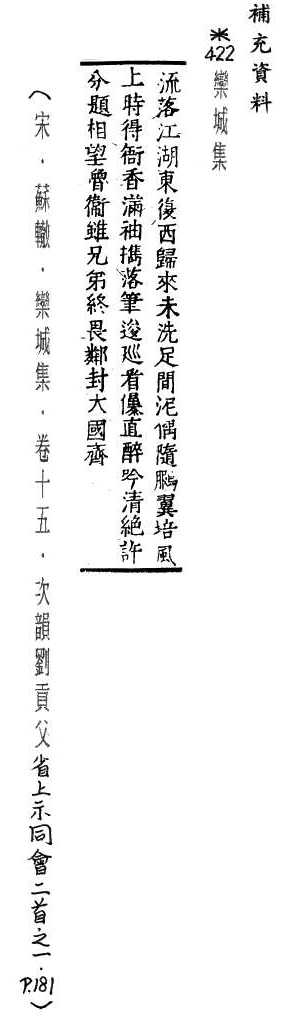 補充資料
*422 欒城集
流落江湖東復西歸來未洗足間泥偶隨鵬翼培風
上時得衙香滿袖擕落筆逡巡看儤直醉吟清絕許
分題相望魯衞雖兄弟終畏鄰封大國齊
（宋．蘇轍．欒城集．卷十五．次韻劉貢父省上示同會二首之一．P.181）